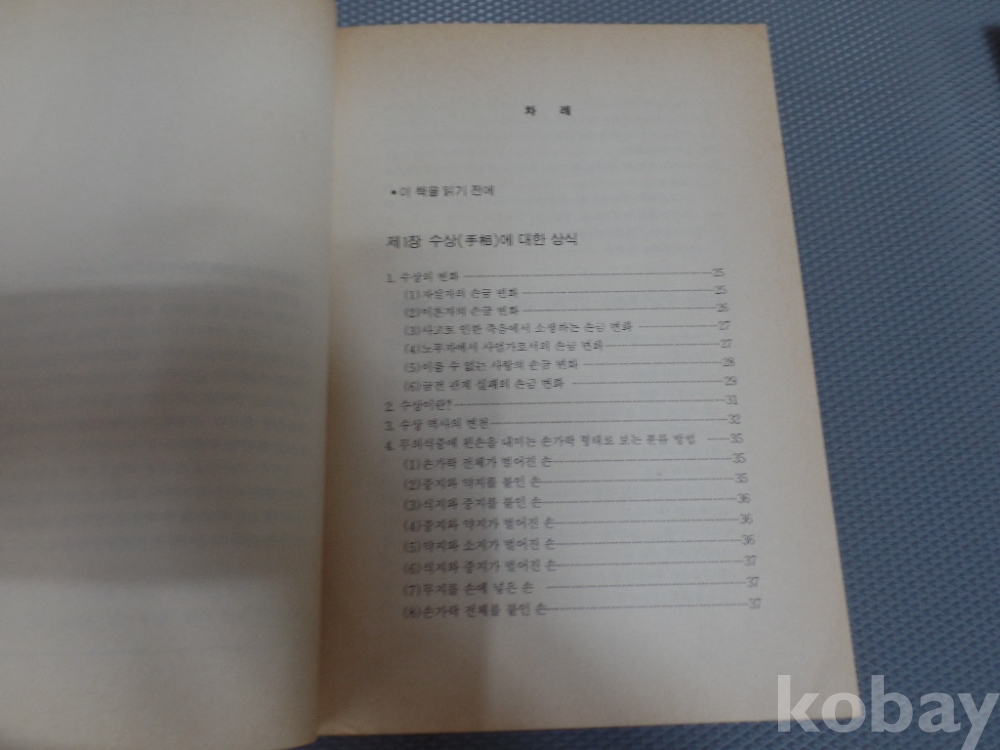 차 례
• 이 책을 읽기 전에
제1장 수상(手相)에 대한 상식
1. 수상의 변화 25
(1) 자살자의 손금 변화 25
(2) 이혼자의 손금 변화 26
(3) 사고로 인한 죽음에서 소생하는 손금 변화 27
(4) 노무자에서 사업가로서의 손금 변화 27
(5) 이룰 수 없는 사랑의 손금 변화 28
(6) 금전 관계 실패의 손금 변화 29
2. 수상이란? 31
3. 수상 역사의 변천 32
4. 무의식중에 왼손을 내미는 손가락 형태로 보는 분류 방법 35
(1) 손가락 전체가 벌어진 손 35
(2) 중지와 약지를 붙인 손 35
(3) 식지와 중지를 붙인 손 36
(4) 중지와 약지가 벌어진 손 36
(5) 약지와 소지가 벌어진 손 36
(6) 식지와 중지가 벌어진 손 37
(7) 무지를 손에 넣은 손 37
(8) 손가락 전체를 붙인 손 37
kobay